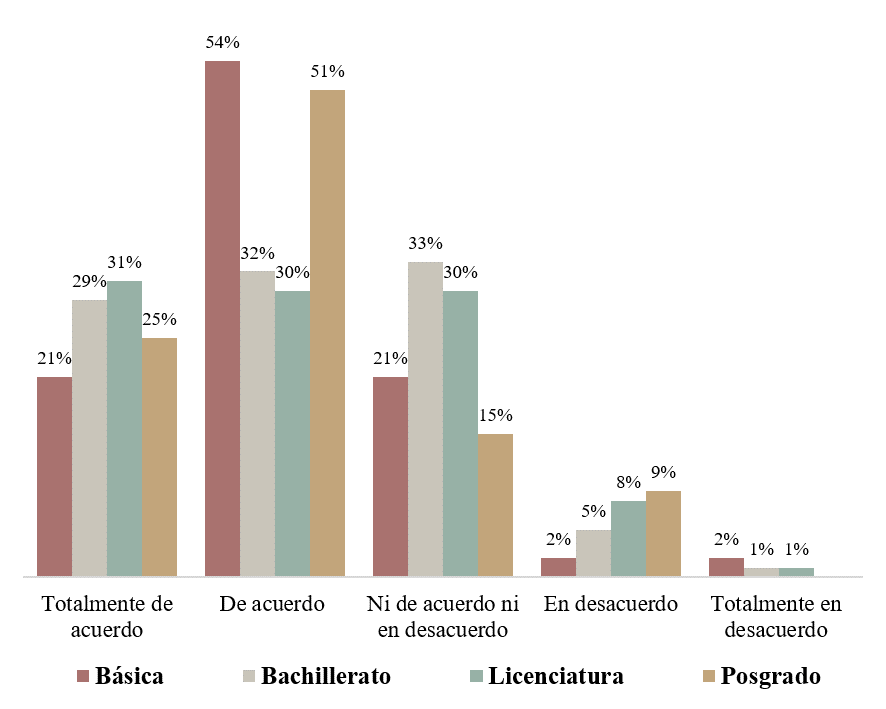 54%
51%
33%
32%
31%
30%
30%
29%
25%
21%
21%
15%
9%
8%
5%
2%
2%
1%
1%
Totalmente de
acuerdo
De acuerdo
Ni de acuerdo ni
en desacuerdo
En desacuerdo
Totalmente en
desacuerdo
Básica
Bachillerato
Licenciatura
Posgrado